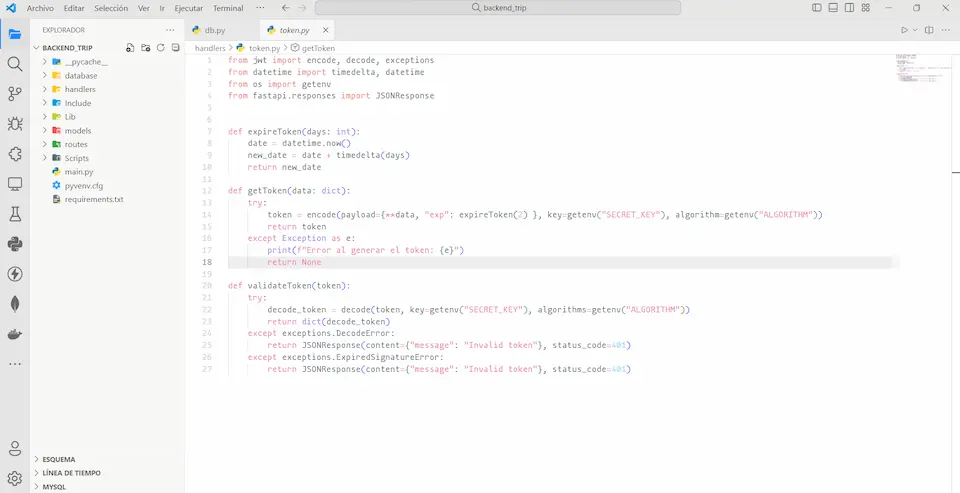 Archivo Editar Selección Ver Ir Ejecutar Terminal ··· backend_trip
EXPLORADOR ···
BACKEND_TRIP
__pycache__
database
handlers
Include
Lib
models
routes
Scripts
main.py
pyvenv.cfg
requirements.txt
ESQUEMA
LÍNEA DE TIEMPO
MYSQL
db.py token.py
handlers > token.py > getToken
1 from jwt import encode, decode, exceptions
2 from datetime import timedelta, datetime
3 from os import getenv
4 from fastapi.responses import JSONResponse
5
6
7 def expireToken(days: int):
8 date = datetime.now()
9 new_date = date + timedelta(days)
10 return new_date
11
12 def getToken(data: dict):
13 try:
14 token = encode(payload={**data, "exp": expireToken(2) }, key=getenv("SECRET_KEY"), algorithm=getenv("ALGORITHM"))
15 return token
16 except Exception as e:
17 print(f"Error al generar el token: {e}")
18 return None
19
20 def validateToken(token):
21 try:
22 decode_token = decode(token, key=getenv("SECRET_KEY"), algorithms=getenv("ALGORITHM"))
23 return dict(decode_token)
24 except exceptions.DecodeError:
25 return JSONResponse(content={"message": "Invalid token"}, status_code=401)
26 except exceptions.ExpiredSignatureError:
27 return JSONResponse(content={"message": "Invalid token"}, status_code=401)